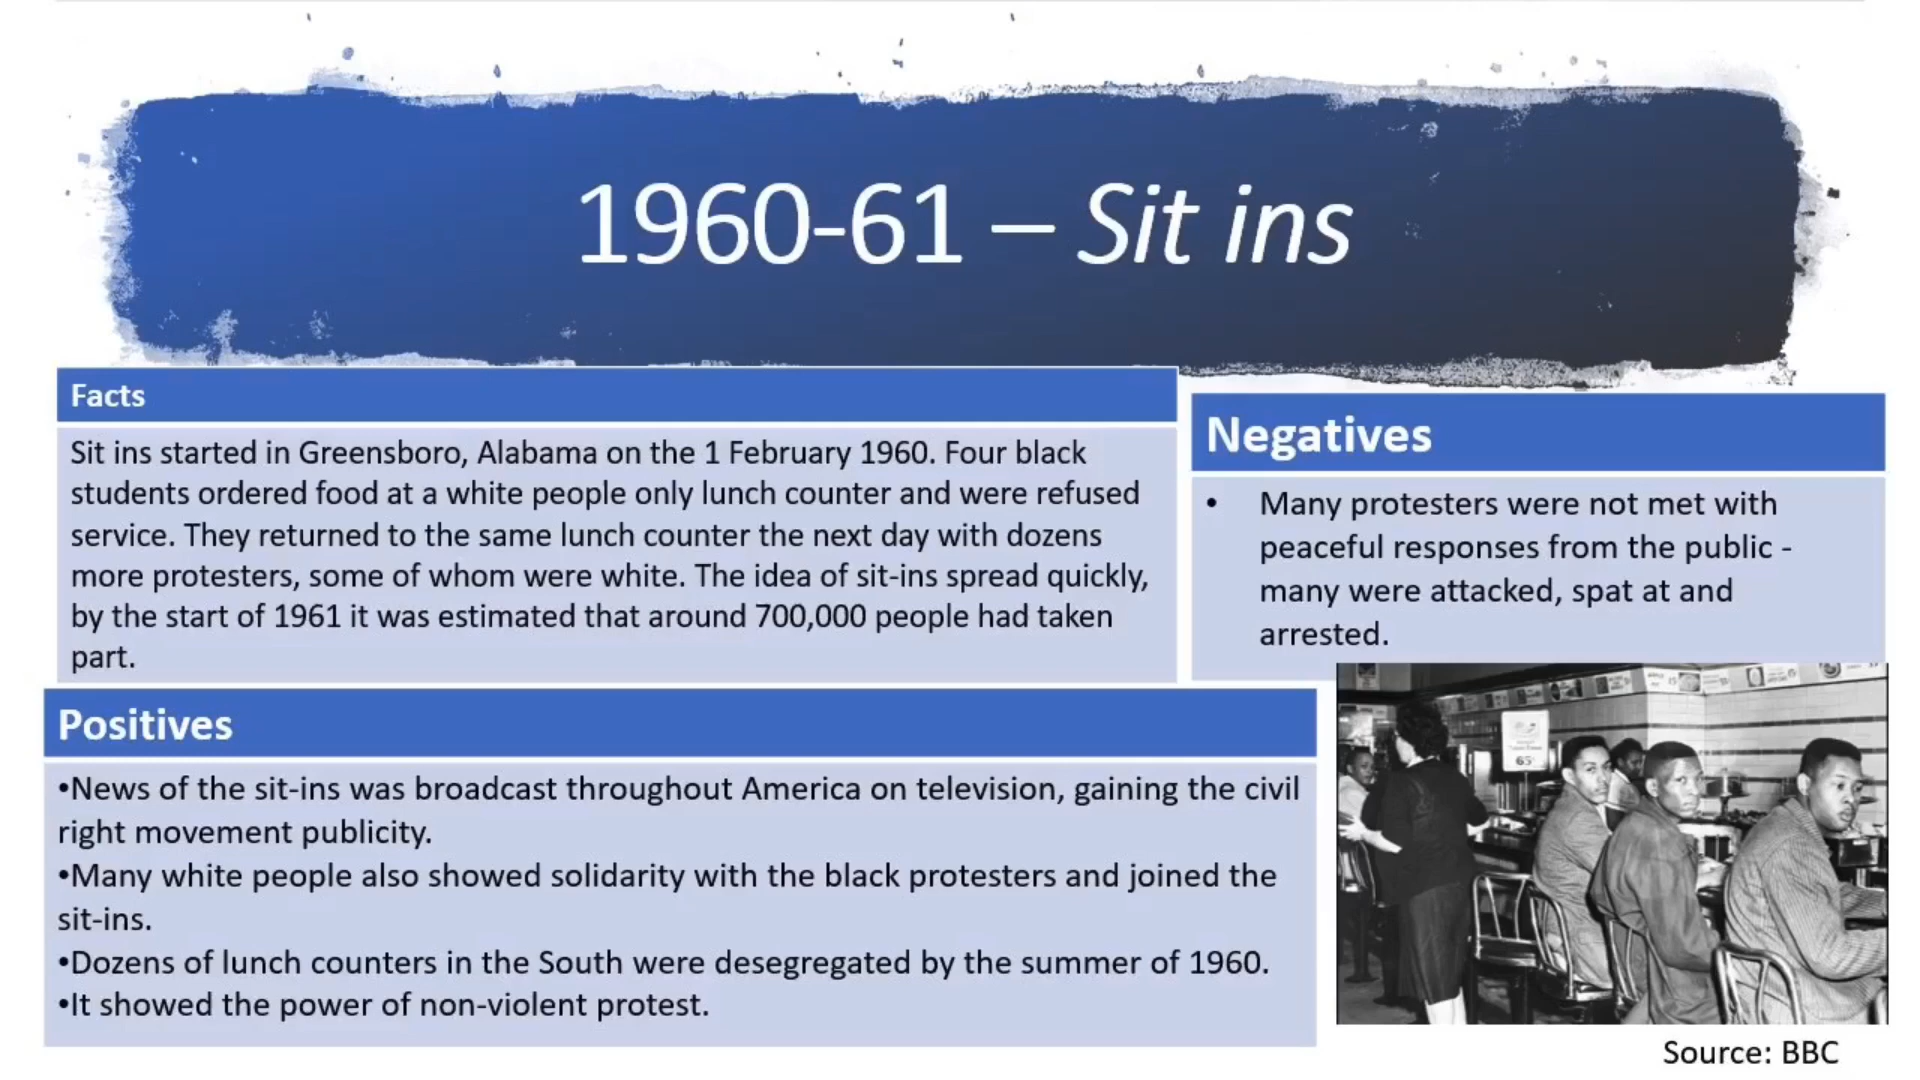 1960-61 – Sit ins
Facts
Sit ins started in Greensboro, Alabama on the 1 February 1960. Four black
students ordered food at a white people only lunch counter and were refused
service. They returned to the same lunch counter the next day with dozens
more protesters, some of whom were white. The idea of sit-ins spread quickly,
by the start of 1961 it was estimated that around 700,000 people had taken
part.
Negatives
• Many protesters were not met with
peaceful responses from the public -
many were attacked, spat at and
arrested.
Positives
•News of the sit-ins was broadcast throughout America on television, gaining the civil
right movement publicity.
•Many white people also showed solidarity with the black protesters and joined the
sit-ins.
•Dozens of lunch counters in the South were desegregated by the summer of 1960.
•It showed the power of non-violent protest.
65¢
Source: BBC